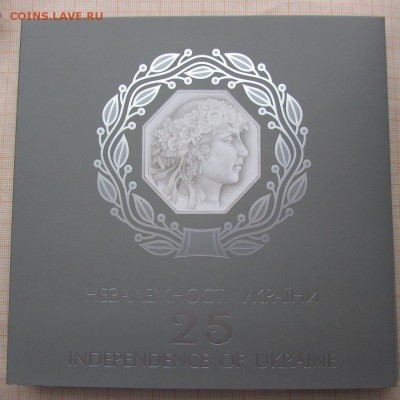 COINS.LAVE.RU
НЕЗАЛЕЖНОСТІ УКРАЇНИ
25
INDEPENDENCE OF UKRAINE